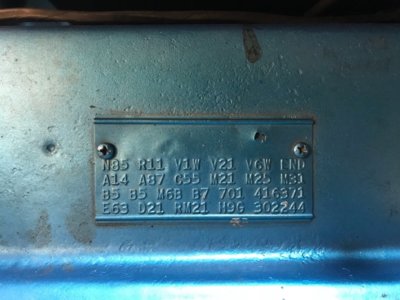 N85 R11 V1W V21 V6W END
A14 A87 G55 M21 M25 M31
B5 B5 M6B B7 701 416371
E63 D21 RM21 H9G 302244